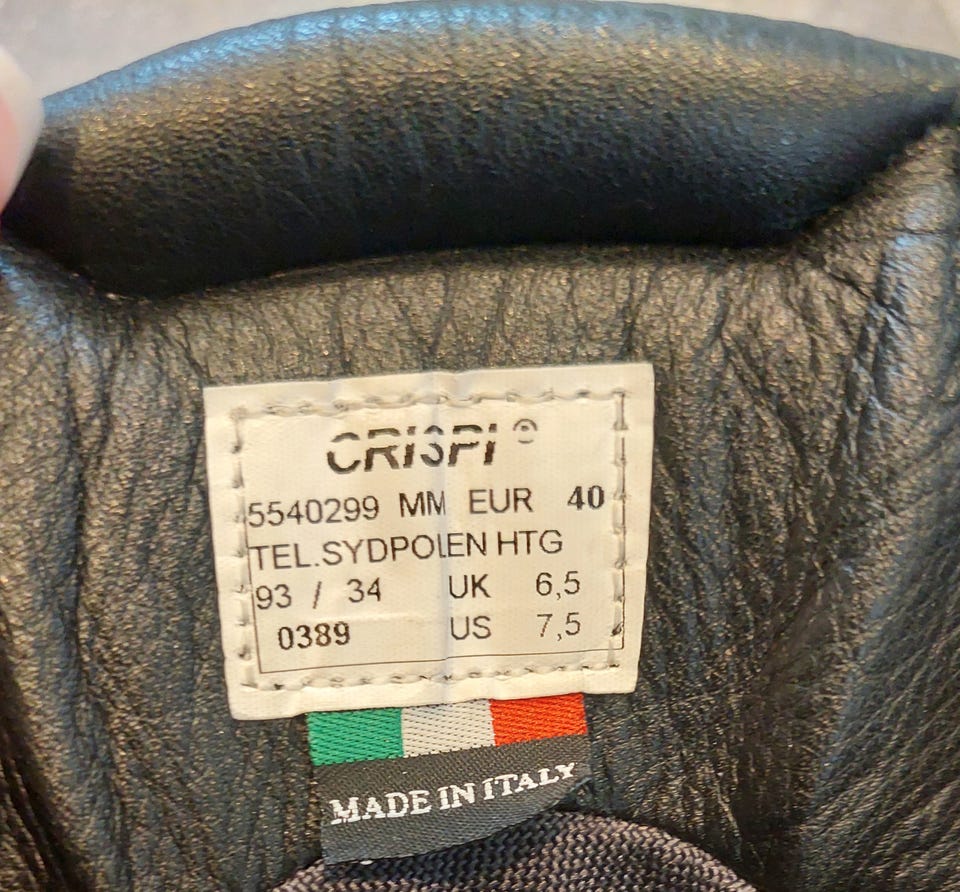 CRISPI ®
5540299 MM EUR 40
TEL.SYDPOLEN HTG
93 / 34 UK 6,5
0389 US 7,5
MADE IN ITALY